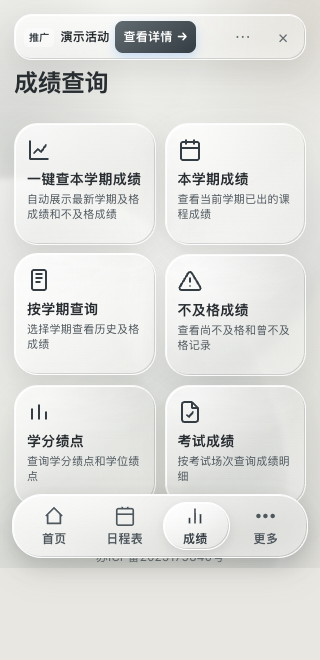 推广 演示活动 查看详情 → ··· ×
成绩查询
一键查本学期成绩
自动展示最新学期及格
成绩和不及格成绩
本学期成绩
查看当前学期已出的课
程成绩
按学期查询
选择学期查看历史及格
成绩
不及格成绩
查看尚不及格和曾不及
格记录
学分绩点
查询学分绩点和学位绩
点
考试成绩
按考试场次查询成绩明
细
首页 日程表 成绩 更多